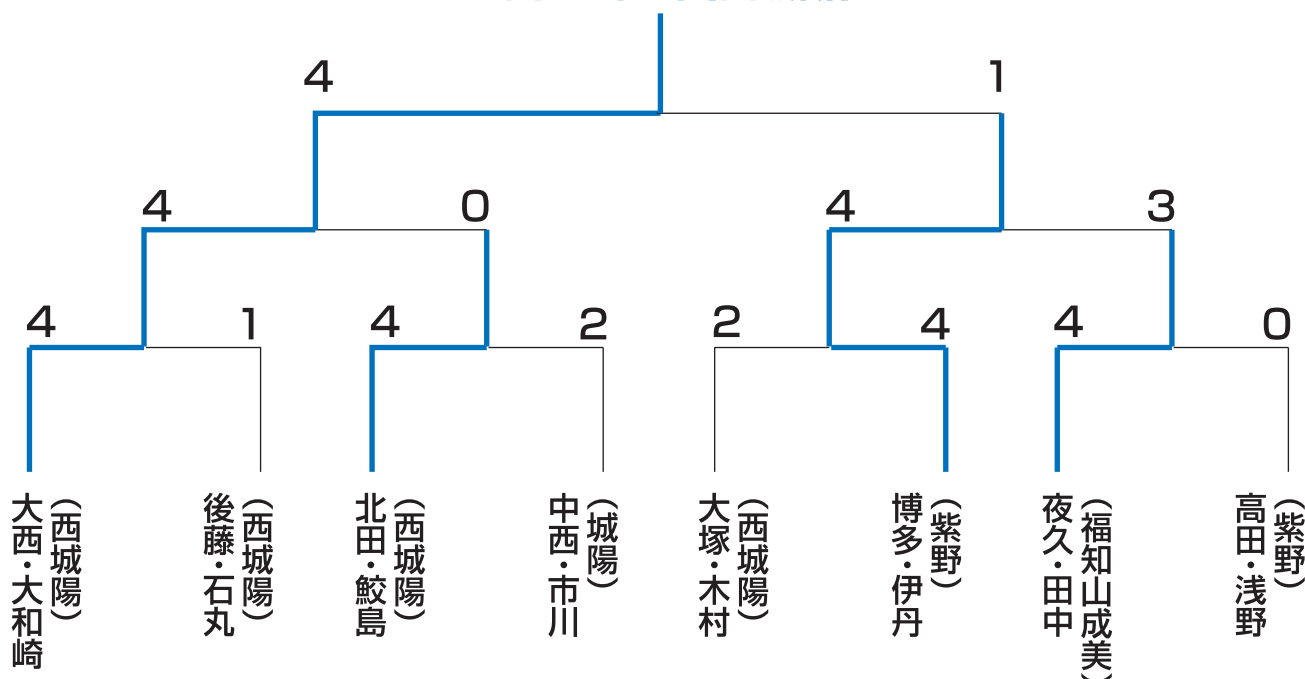 4 1
4 0 4 3
4 1 4 2 2 4 4 0
大西・大和崎
(西城陽)
後藤・石丸
(西城陽)
北田・鮫島
(西城陽)
中西・市川
(城陽)
大塚・木村
(西城陽)
博多・伊丹
(紫野)
夜久・田中
(福知山成美)
高田・浅野
(紫野)